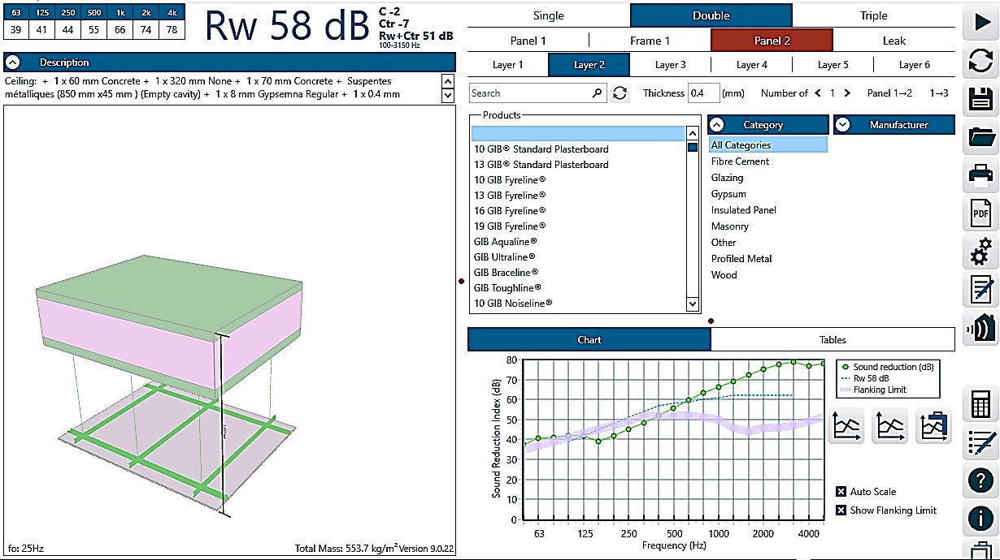 63 125 250 500 1k 2k 4k
39 41 44 55 66 74 78
Rw 58 dB
C -2
Ctr -7
Rw+Ctr 51 dB
100-3150 Hz
Single Double Triple
Panel 1 Frame 1 Panel 2 Leak
Layer 1 Layer 2 Layer 3 Layer 4 Layer 5 Layer 6
Description
Ceiling: + 1 x 60 mm Concrete + 1 x 320 mm None + 1 x 70 mm Concrete + Suspentes
métalliques (850 mm x45 mm ) (Empty cavity) + 1 x 8 mm Gypsemna Regular + 1 x 0.4 mm
Search Thickness 0.4 (mm) Number of < 1 > Panel 1→2 1→3
Products
10 GIB® Standard Plasterboard
13 GIB® Standard Plasterboard
10 GIB Fyreline®
13 GIB Fyreline®
16 GIB Fyreline®
19 GIB Fyreline®
GIB Aqualine®
GIB Ultraline®
GIB Braceline®
GIB Toughline®
10 GIB Noiseline®
Category
All Categories
Fibre Cement
Glazing
Gypsum
Insulated Panel
Masonry
Other
Profiled Metal
Wood
Manufacturer
PDF
Chart Tables
Sound Reduction Index (dB)
80
70
60
50
40
30
20
10
0
63 125 250 500 1000 2000 4000
Frequency (Hz)
Sound reduction (dB)
Rw 58 dB
Flanking Limit
Auto Scale
Show Flanking Limit
fo: 25Hz
Total Mass: 553.7 kg/m² Version 9.0.22